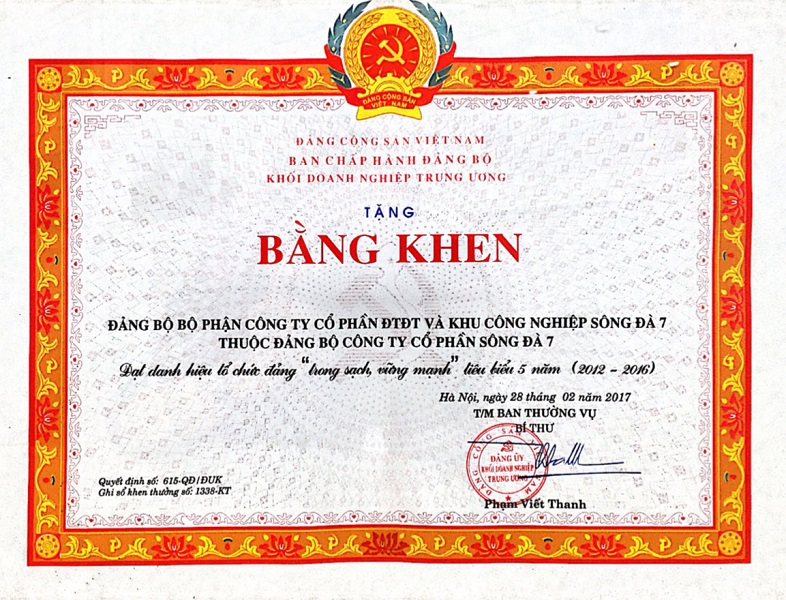 ĐẢNG CỘNG SẢN
VIỆT NAM
ĐẢNG CỘNG SẢN VIỆT NAM
BAN CHẤP HÀNH ĐẢNG BỘ
KHỐI DOANH NGHIỆP TRUNG ƯƠNG
TẶNG
BẰNG KHEN
ĐẢNG BỘ BỘ PHẬN CÔNG TY CỔ PHẦN ĐTĐT VÀ KHU CÔNG NGHIỆP SÔNG ĐÀ 7
THUỘC ĐẢNG BỘ CÔNG TY CỔ PHẦN SÔNG ĐÀ 7
Đạt danh hiệu tổ chức đảng "trong sạch, vững mạnh" tiêu biểu 5 năm (2012 - 2016)
Hà Nội, ngày 28 tháng 02 năm 2017
T/M BAN THƯỜNG VỤ
BÍ THƯ
ĐẢNG CỘNG SẢN VIỆT NAM
ĐẢNG ỦY
KHỐI DOANH NGHIỆP
TRUNG ƯƠNG
Phạm Viết Thanh
Quyết định số: 615-QĐ/ĐUK
Ghi sổ khen thưởng số: 1338-KT